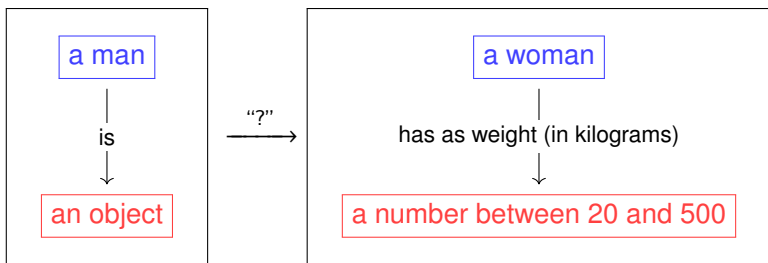 a man
is
an object
“?”
a woman
has as weight (in kilograms)
a number between 20 and 500